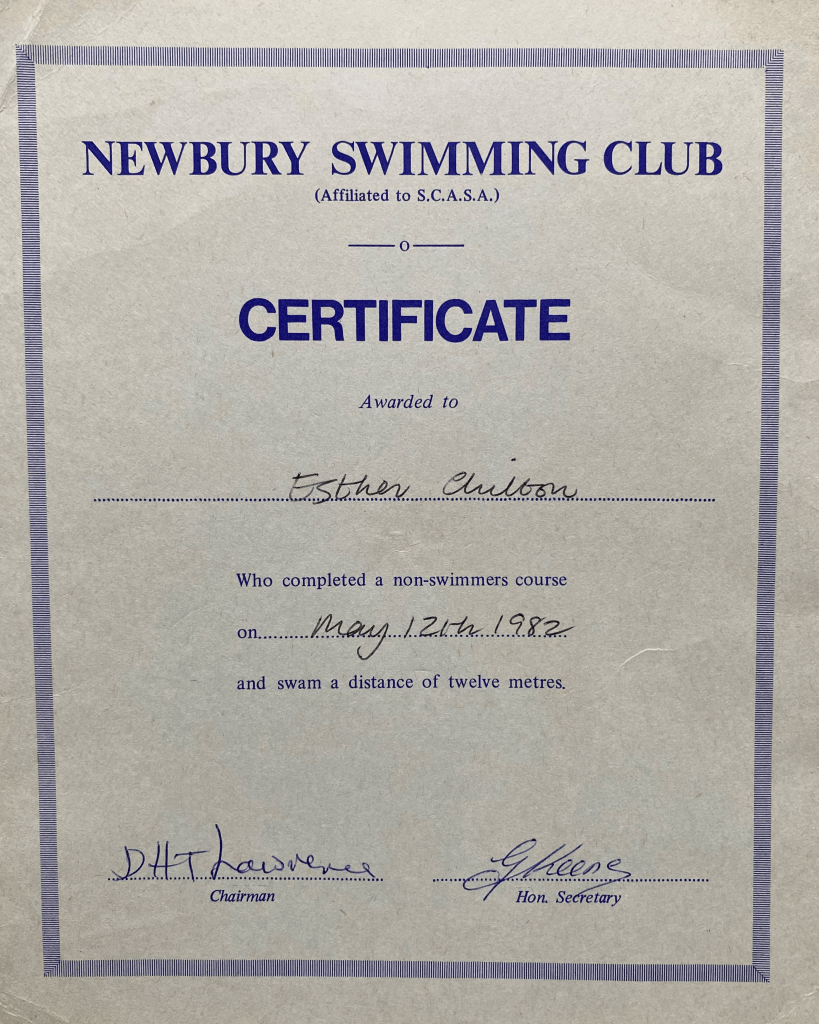 NEWBURY SWIMMING CLUB
(Affiliated to S.C.A.S.A.)
o
CERTIFICATE
Awarded to
Esther Chilton
Who completed a non-swimmers course
on May 12th 1982
and swam a distance of twelve metres.
DHT Lawrence G Keens
Chairman Hon. Secretary